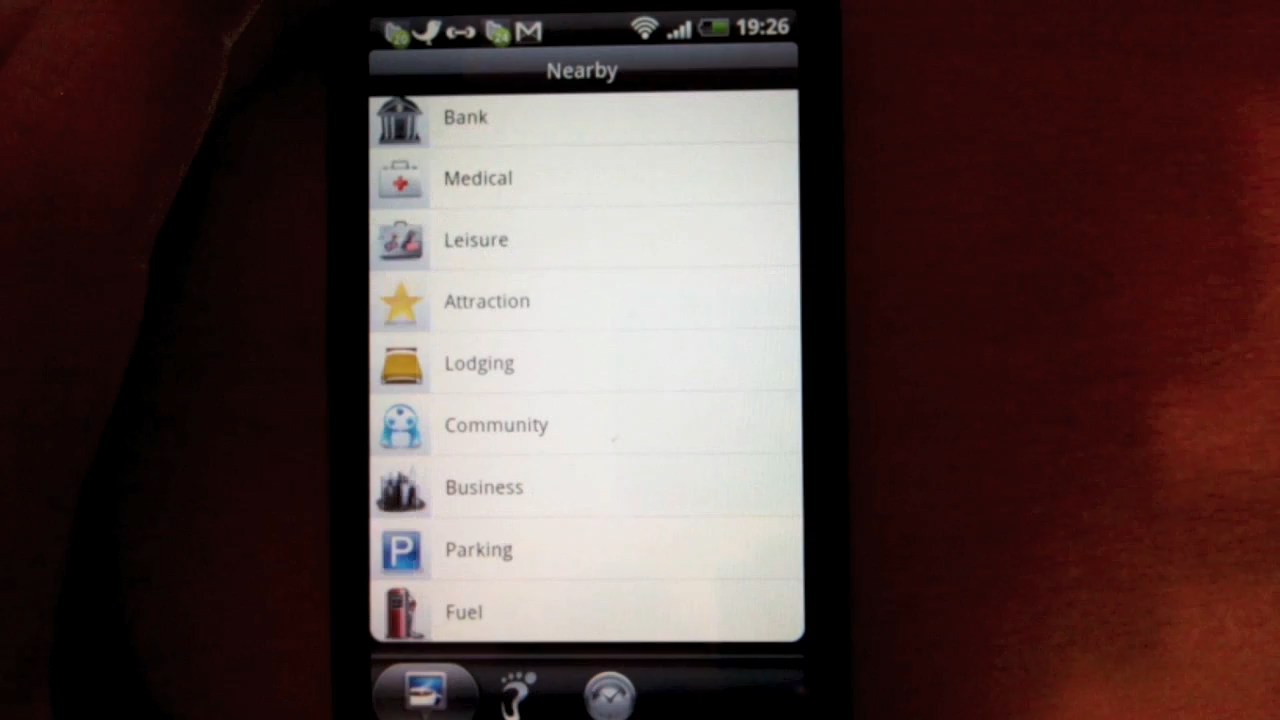 19:26
Nearby
Bank
Medical
Leisure
Attraction
Lodging
Community
Business
P Parking
Fuel